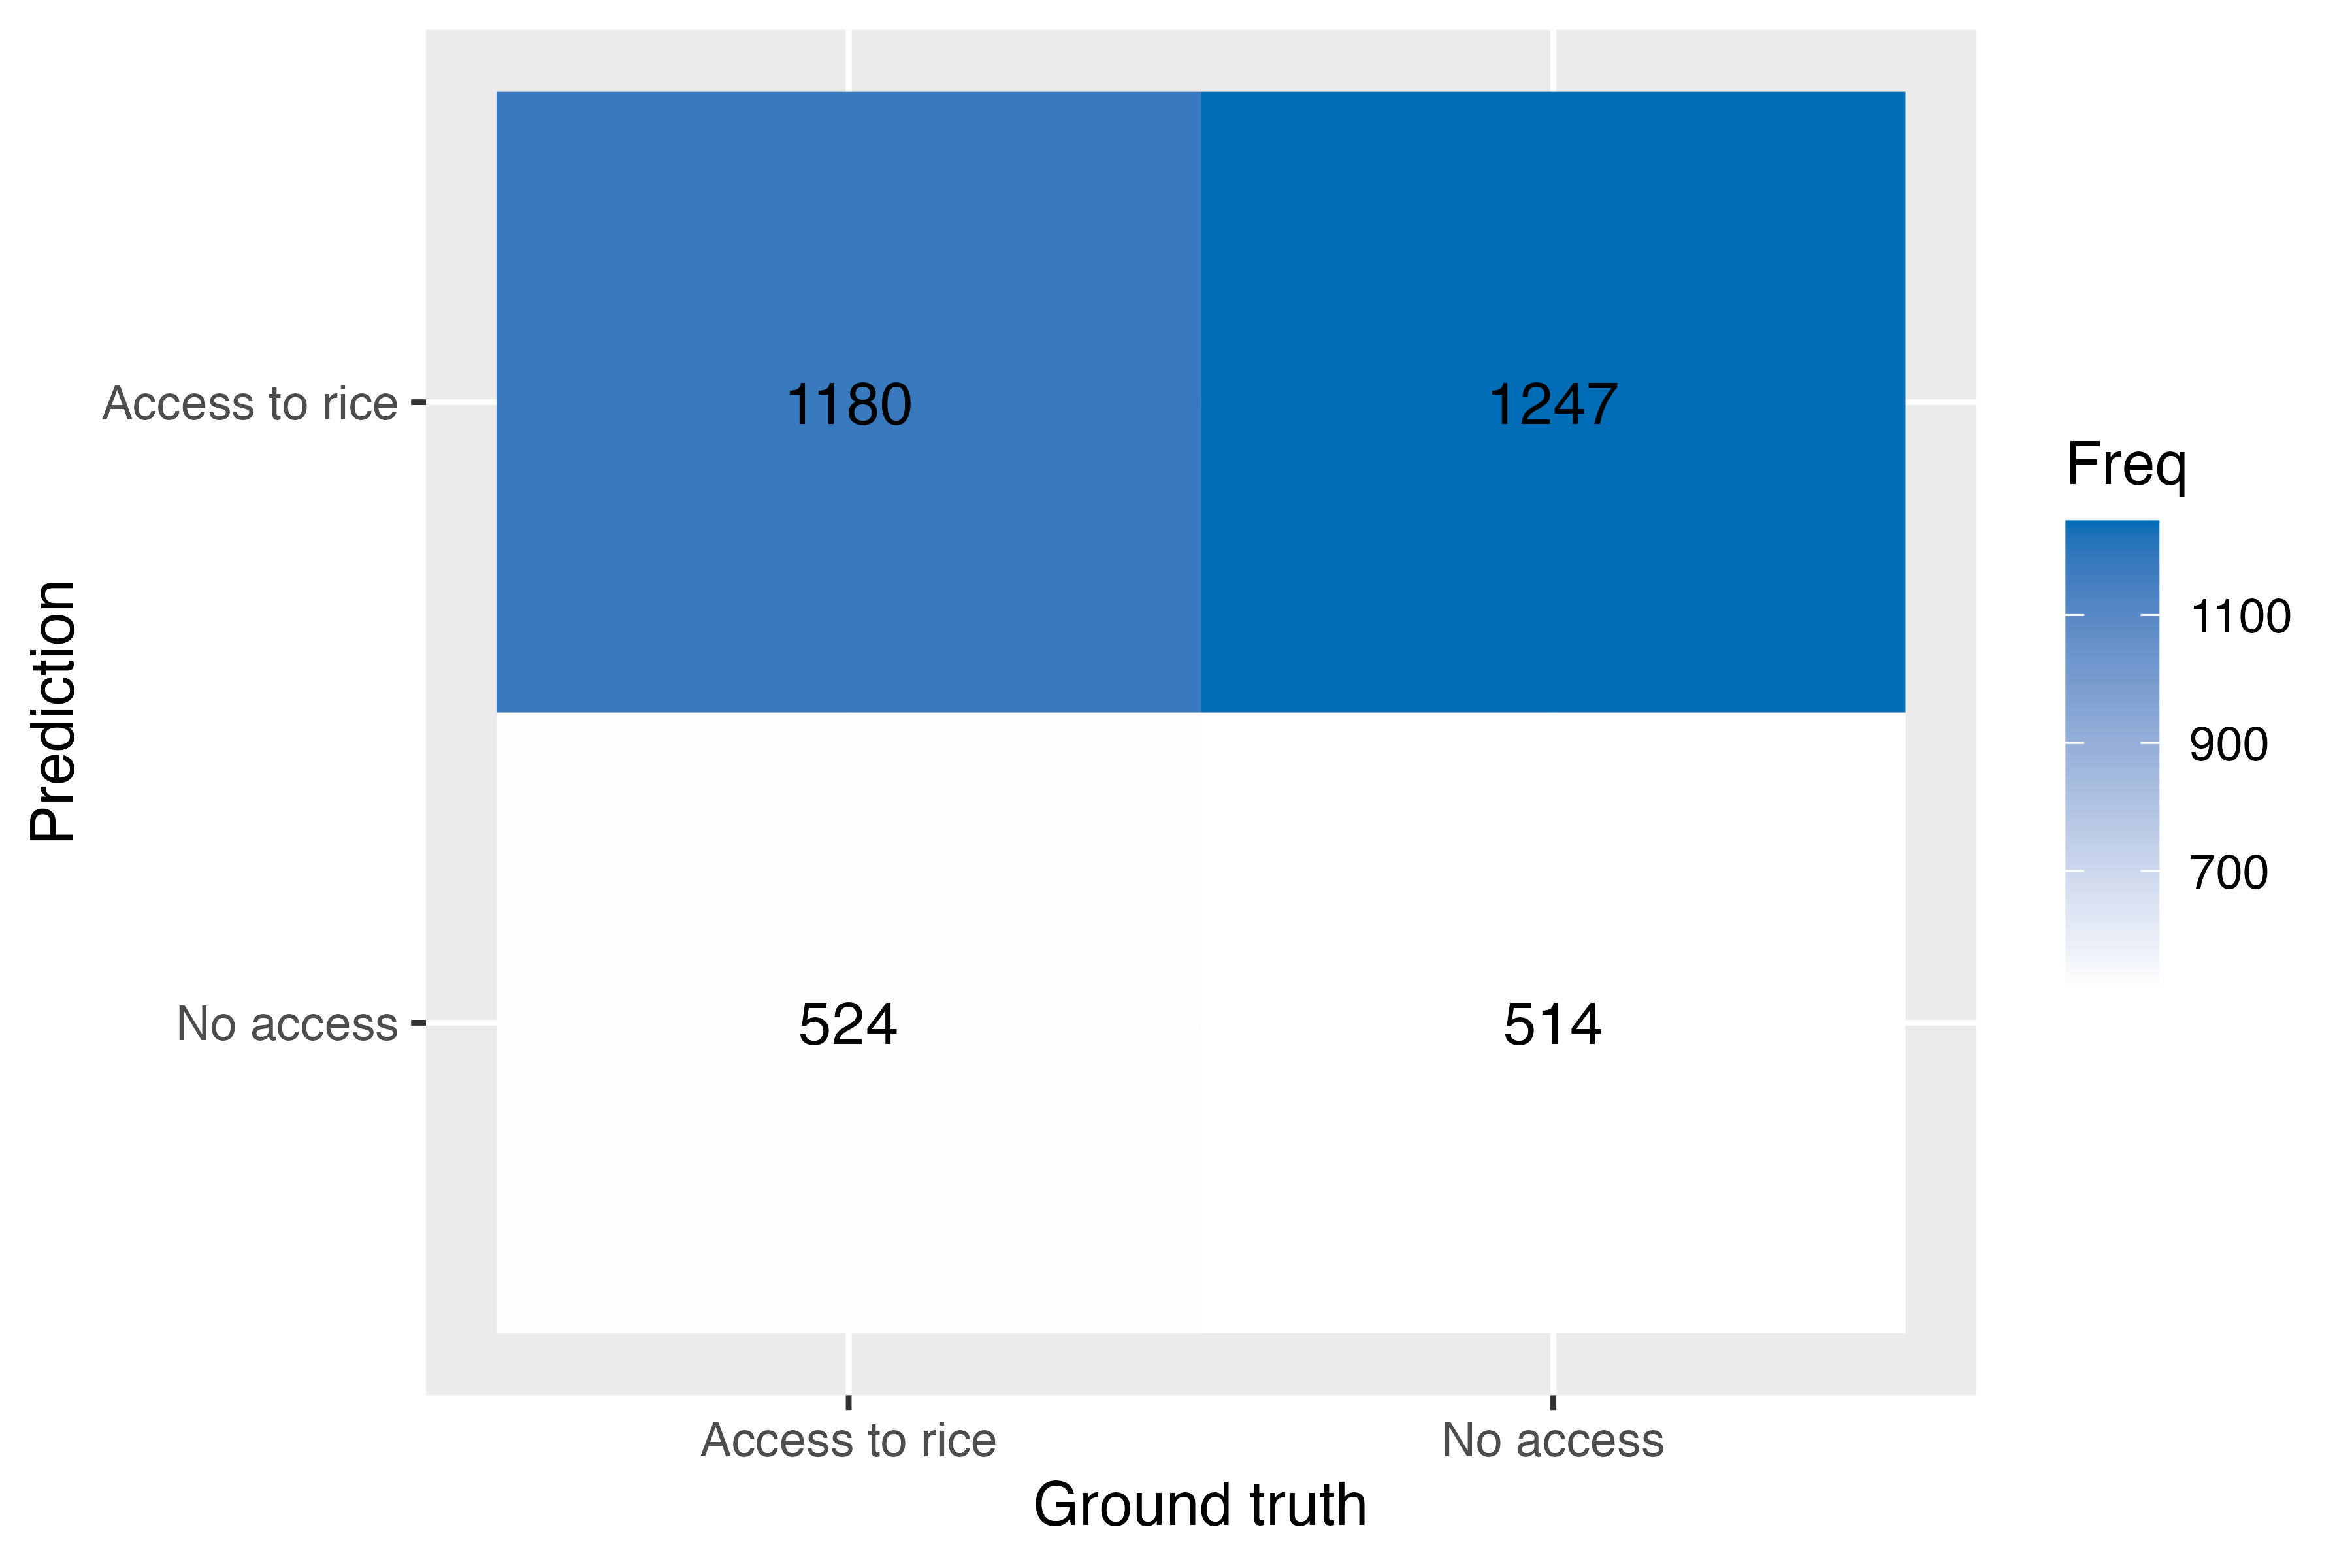 Access to rice
No access
Prediction
1180
1247
524
514
Access to rice
No access
Ground truth
Freq
1100
900
700